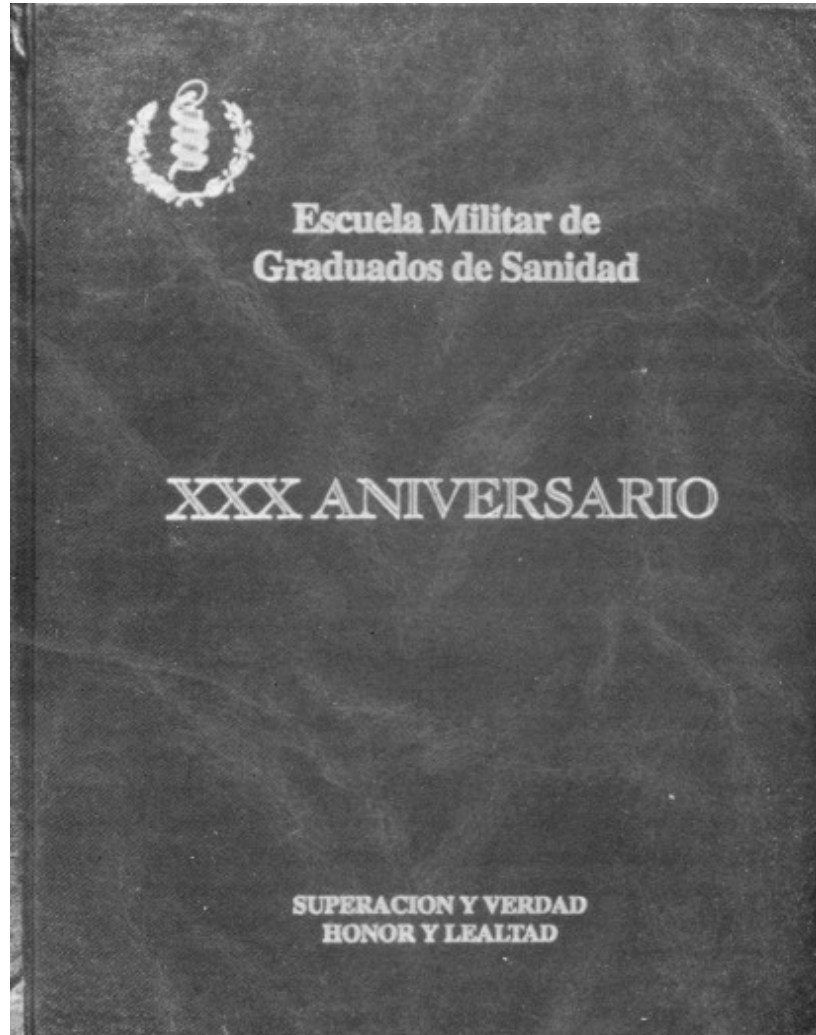 Escuela Militar de
Graduados de Sanidad
XXX ANIVERSARIO
SUPERACION Y VERDAD
HONOR Y LEALTAD